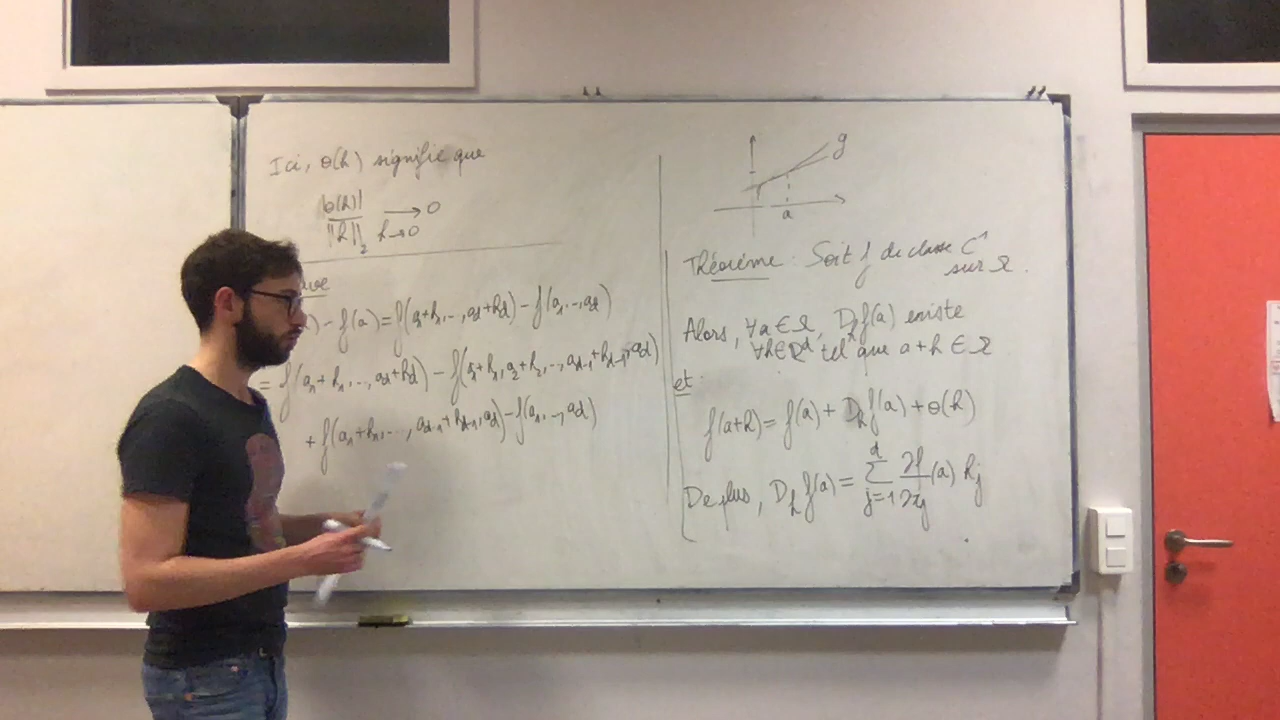 Ici, o(h) signifie que
|o(h)|
‖h‖₂ h→0 ⟶ 0
f(a) = f(a₁+h₁,..,a_d+h_d) - f(a₁,..,a_d)
= f(a₁+h₁,..,a_d+h_d) - f(a₁+h₁,a₂+h₂,..,a_{d-1}+h_{d-1},a_d)
+ f(a₁+h₁,...,a_{d-1}+h_{d-1},a_d) - f(a₁,..,a_d)
g
a
Théorème : Soit f de classe C¹
sur Ω.
Alors, ∀a∈Ω, D_h f(a) existe
∀h∈ℝᵈ tel que a+h ∈ Ω
et
f(a+h) = f(a) + D_h f(a) + o(h)
De plus, D_h f(a) = ∑_{j=1}^{d} ∂f/∂x_j (a) h_j